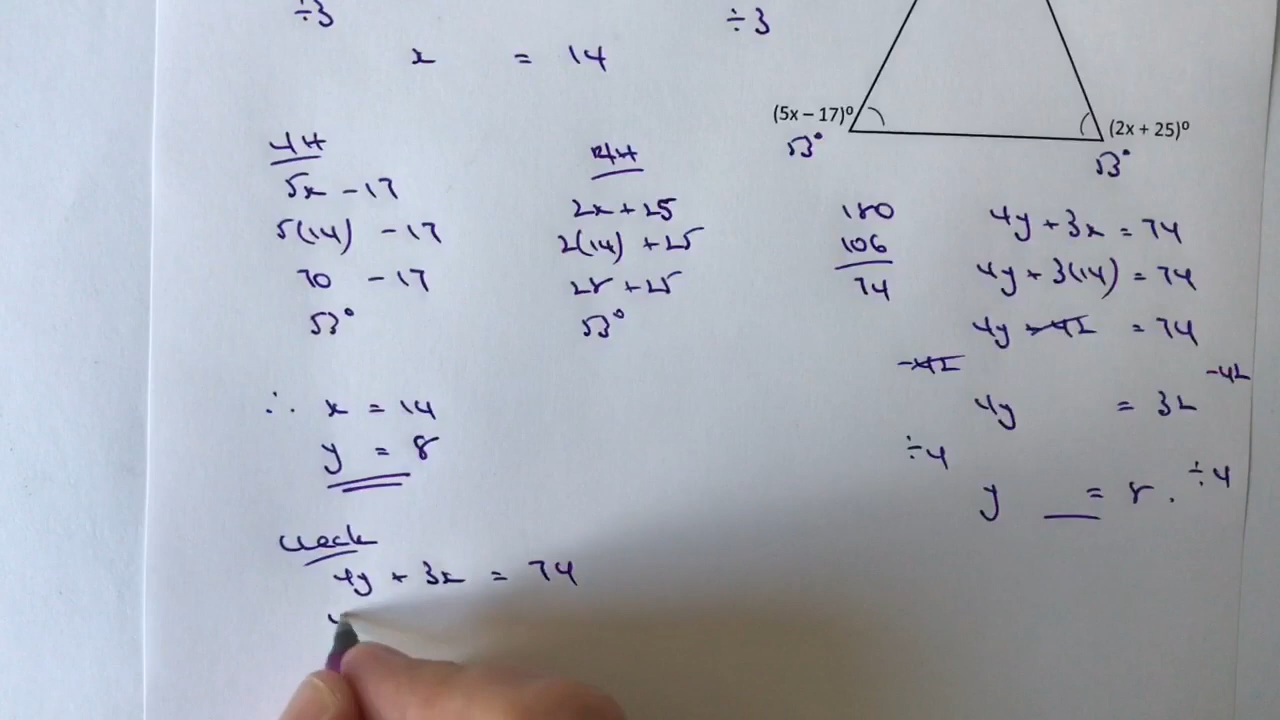 ÷3 ÷3
x = 14
(5x – 17)º (2x + 25)º
53° 53°
LH
5x - 17
5(14) - 17
70 - 17
53°
RH
2x + 25
2(14) + 25
28 + 25
53°
180
106
74
4y + 3x = 74
4y + 3(14) = 74
4y + 42 = 74
-42 -42
4y = 32
÷4 ÷4
y = 8.
∴ x = 14
y = 8
Check
4y + 3x = 74